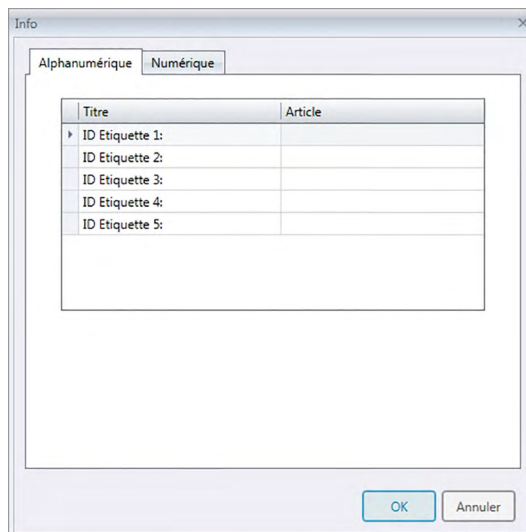 Info
Alphanumérique Numérique
Titre Article
ID Etiquette 1:
ID Etiquette 2:
ID Etiquette 3:
ID Etiquette 4:
ID Etiquette 5:
OK Annuler